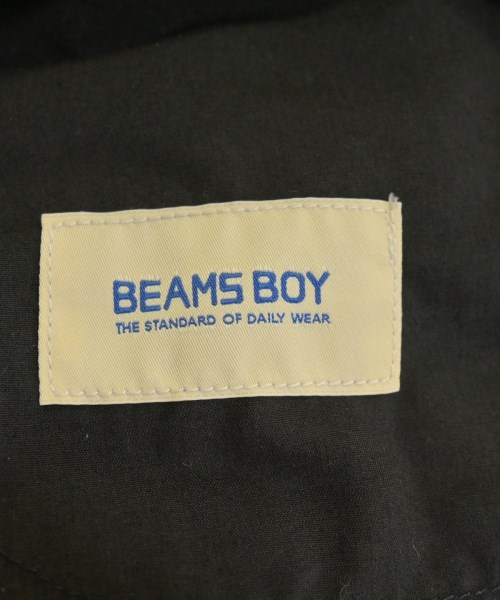 BEAMS BOY
THE STANDARD OF DAILY WEAR